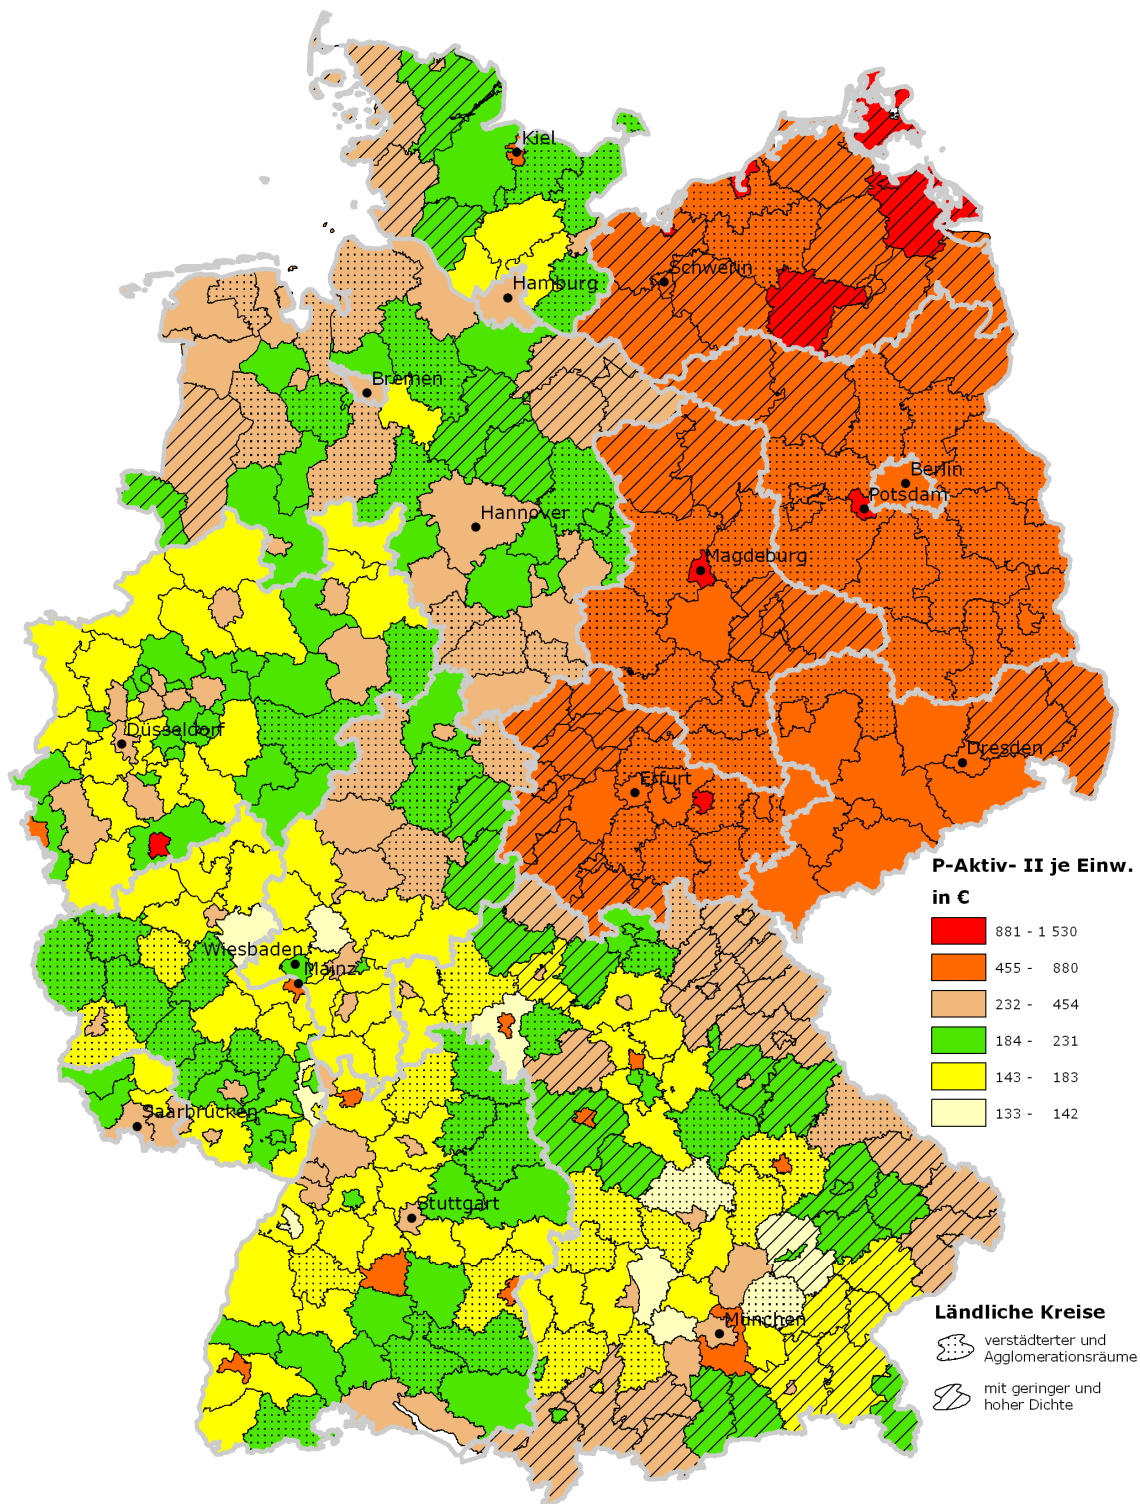 Kiel
Schwerin
Hamburg
Bremen
Berlin
Potsdam
Hannover
Magdeburg
Düsseldorf
Dresden
Erfurt
P-Aktiv- II je Einw.
in €
881 - 1 530
455 - 880
232 - 454
184 - 231
143 - 183
133 - 142
Wiesbaden
Mainz
Saarbrücken
Stuttgart
München
Ländliche Kreise
verstädterter und
Agglomerationsräume
mit geringer und
hoher Dichte